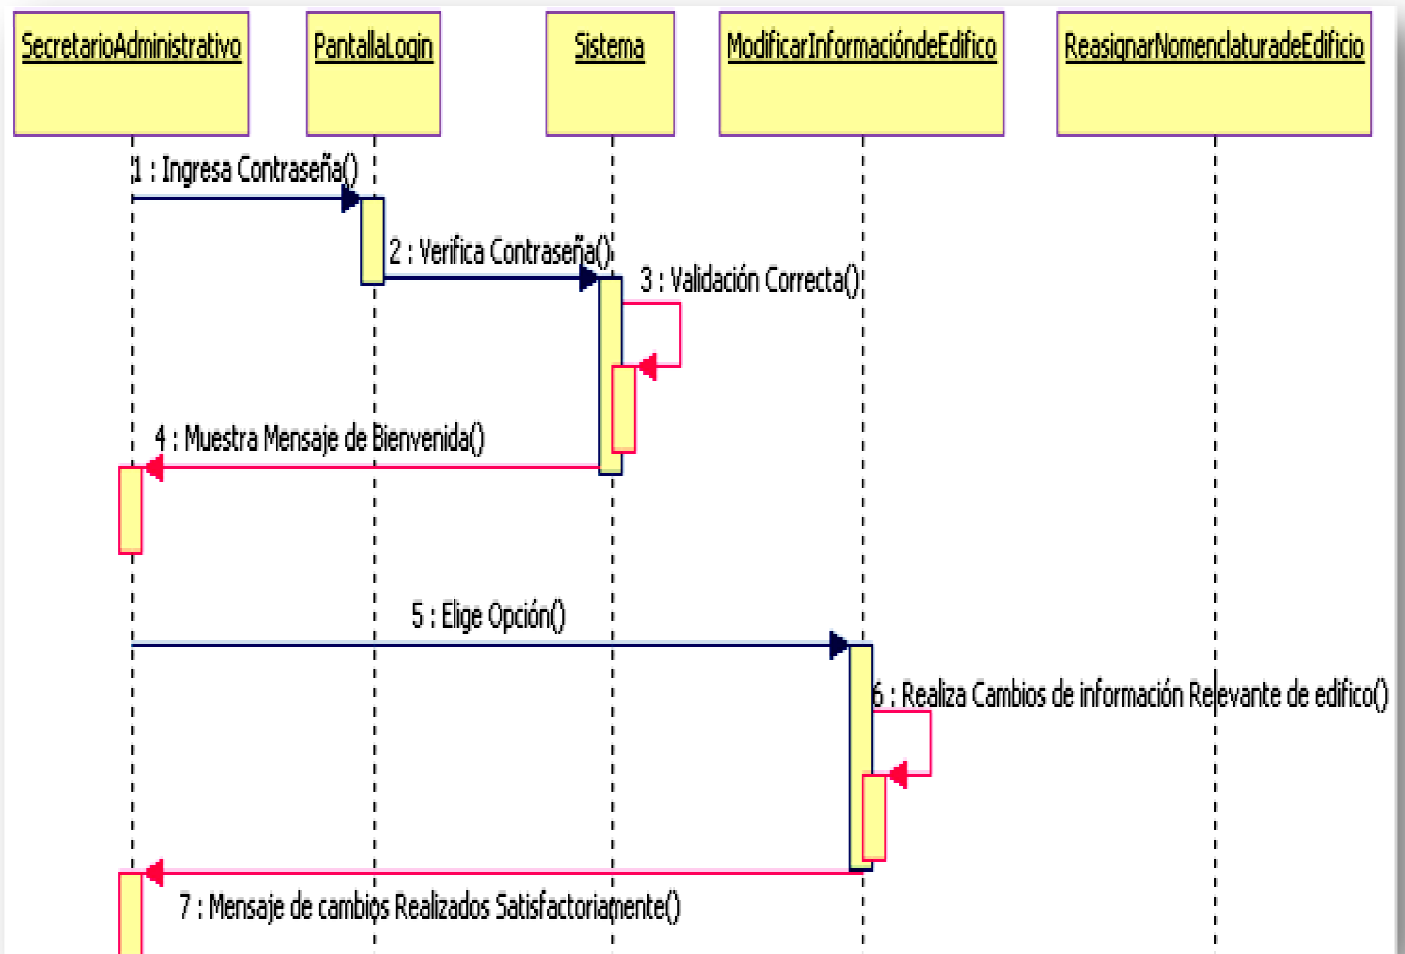 SecretarioAdministrativo
PantallaLogin
Sistema
ModificarInformacióndeEdifico
ReasignarNomenclaturadeEdificio
1 : Ingresa Contraseña()
2 : Verifica Contraseña()
3 : Validación Correcta()
4 : Muestra Mensaje de Bienvenida()
5 : Elige Opción()
6 : Realiza Cambios de información Relevante de edifico()
7 : Mensaje de cambios Realizados Satisfactoriamente()